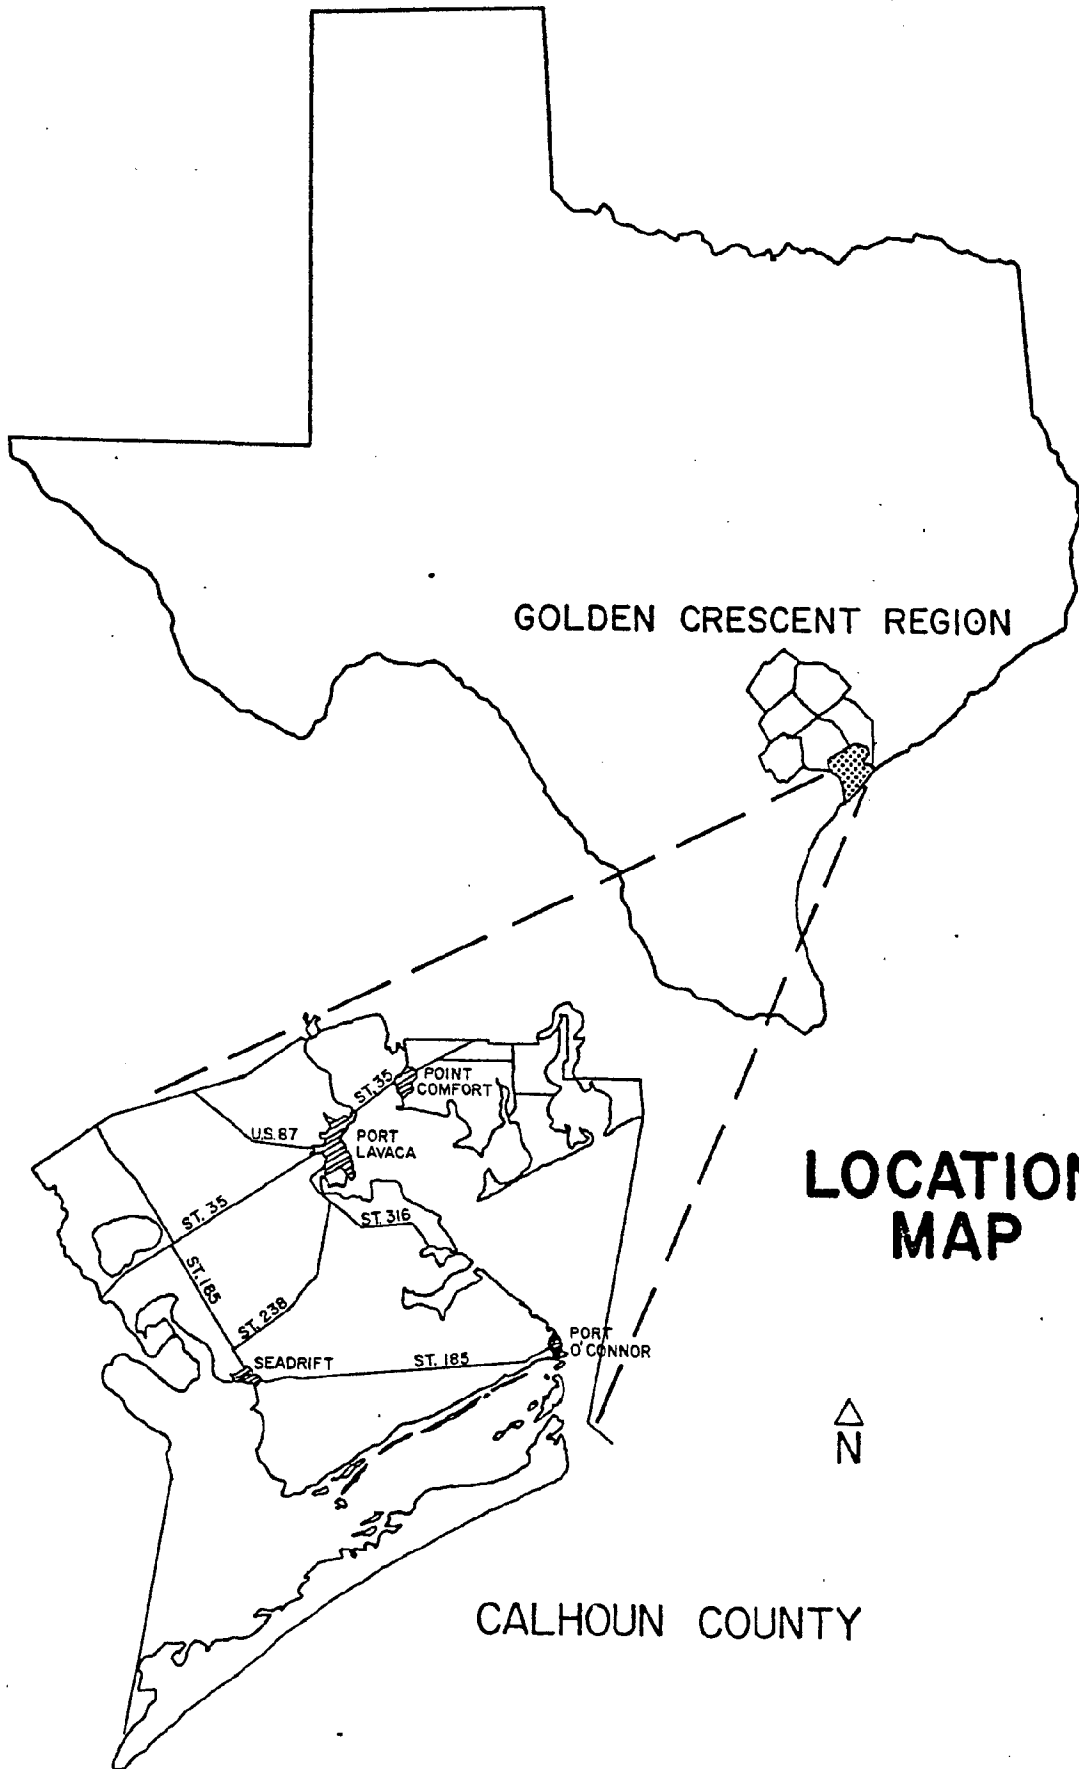 GOLDEN CRESCENT REGION
ST. 35
POINT
COMFORT
U.S. 87
PORT
LAVACA
LOCATION
MAP
ST. 35
ST. 316
ST. 185
ST. 238
PORT
O'CONNOR
SEADRIFT
ST. 185
N
CALHOUN COUNTY